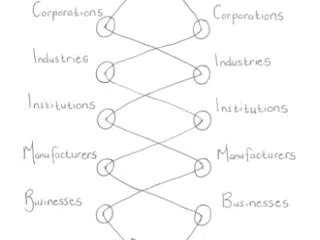 Corporations Corporations
Industries Industries
Institutions Institutions
Manufacturers Manufacturers
Businesses Businesses